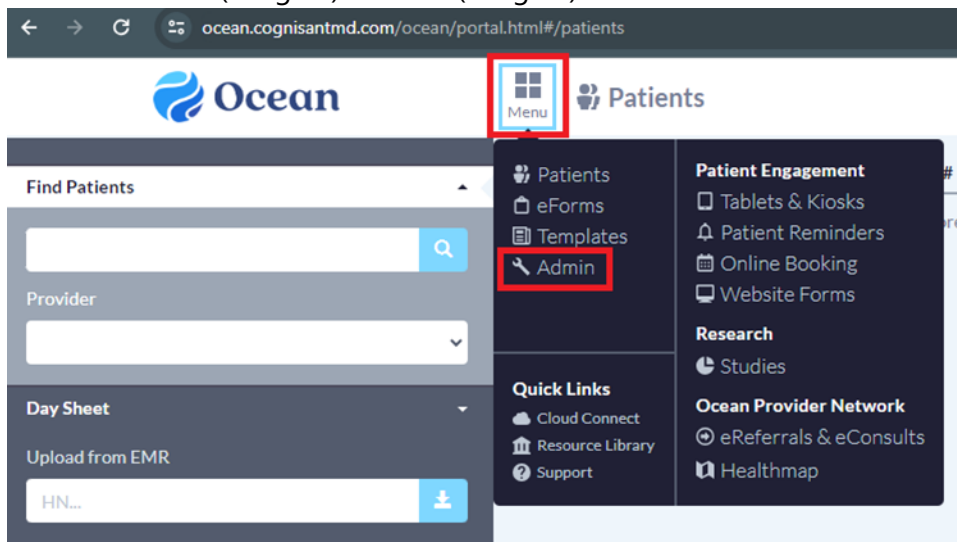 ocean.cognisantmd.com/ocean/portal.html#/patients
Ocean
Menu
Patients
Find Patients
Provider
Day Sheet
Upload from EMR
HN...
Patients
eForms
Templates
Admin
Quick Links
Cloud Connect
Resource Library
Support
Patient Engagement
Tablets & Kiosks
Patient Reminders
Online Booking
Website Forms
Research
Studies
Ocean Provider Network
eReferrals & eConsults
Healthmap
#